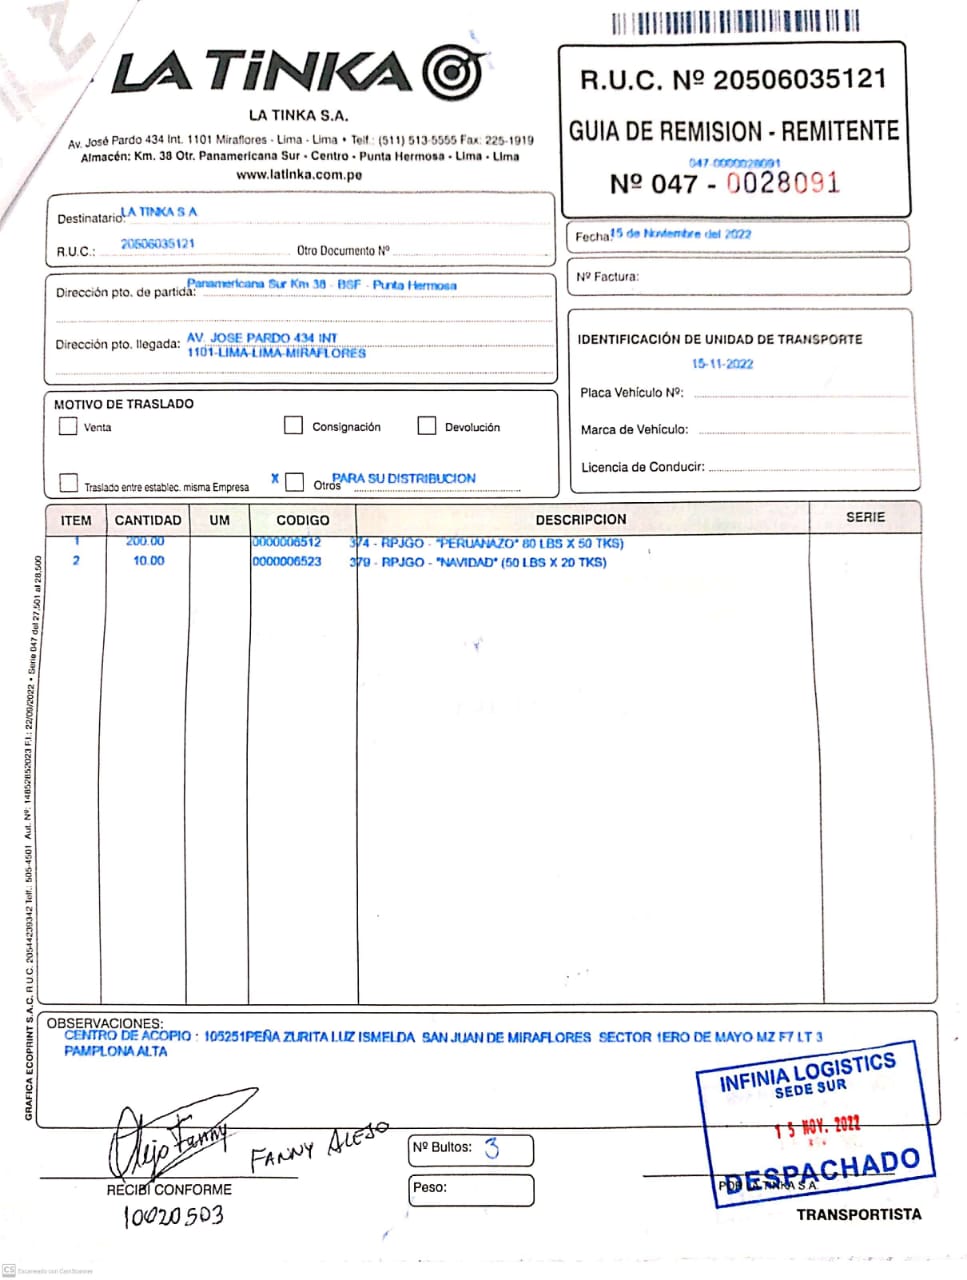 LA TiNKA
LA TINKA S.A.
Av. José Pardo 434 Int. 1101 Miraflores - Lima - Lima • Telf.: (511) 513-5555 Fax: 225-1919
Almacén: Km. 38 Otr. Panamericana Sur - Centro - Punta Hermosa - Lima - Lima
www.latinka.com.pe
R.U.C. Nº 20506035121
GUIA DE REMISION - REMITENTE
047-0000028091
Nº 047 - 0028091
Destinatario: LA TINKA S A
R.U.C.: 20506035121 Otro Documento Nº
Fecha: 15 de Noviembre del 2022
Nº Factura:
Dirección pto. de partida: Panamericana Sur Km 38 - BSF - Punta Hermosa
Dirección pto. llegada: AV. JOSE PARDO 434 INT
1101-LIMA-LIMA-MIRAFLORES
IDENTIFICACIÓN DE UNIDAD DE TRANSPORTE
15-11-2022
Placa Vehículo Nº:
Marca de Vehículo:
Licencia de Conducir:
MOTIVO DE TRASLADO
Venta Consignación Devolución
Traslado entre establec. misma Empresa X Otros PARA SU DISTRIBUCION
ITEM CANTIDAD UM CODIGO DESCRIPCION SERIE
1 200.00 0000006512 374 - RPJGO - "PERUANAZO" 80 LBS X 50 TKS)
2 10.00 0000006523 379 - RPJGO - "NAVIDAD" (50 LBS X 20 TKS)
GRAFICA ECOPRINT S.A.C. R.U.C. 20544239342 Telf.: 505-4501 Aut. Nº: 14852852023 F.I.: 22/09/2022 • Serie 047 del 27,501 al 28,500
OBSERVACIONES:
CENTRO DE ACOPIO : 105251PEÑA ZURITA LUZ ISMELDA SAN JUAN DE MIRAFLORES SECTOR 1ERO DE MAYO MZ F7 LT 3
PAMPLONA ALTA
INFINIA LOGISTICS
SEDE SUR
15 NOV. 2022
DESPACHADO
Alejo Fanny
FANNY ALEJO
Nº Bultos: 3
Peso:
RECIBI CONFORME
10020503
POR LA TINKA S.A.
TRANSPORTISTA
CS Escaneado con CamScanner